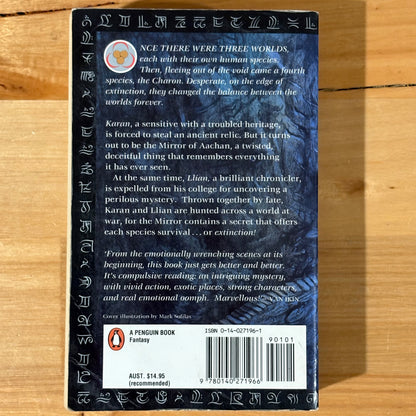 NCE THERE WERE THREE WORLDS,
each with their own human species.
Then, fleeing out of the void came a fourth
species, the Charon. Desperate, on the edge of
extinction, they changed the balance between
the worlds forever.
Karan, a sensitive with a troubled heritage,
is forced to steal an ancient relic. But it turns
out to be the Mirror of Aachan, a twisted,
deceitful thing that remembers everything
it has ever seen.
At the same time, Llian, a brilliant chronicler,
is expelled from his college for uncovering a
perilous mystery. Thrown together by fate,
Karan and Llian are hunted across a world at
war, for the Mirror contains a secret that offers
each species survival . . . or extinction!
'From the emotionally wrenching scenes at its
beginning, this book just gets better and better.
It's compulsive reading: an intriguing mystery,
with vivid action, exotic places, strong characters,
and real emotional oomph. Marvellous!' VAN IKIN
Cover illustration by Mark Sofilas
A PENGUIN BOOK
Fantasy
AUST. $14.95
(recommended)
ISBN 0-14-027196-1
90101
9 780140 271966